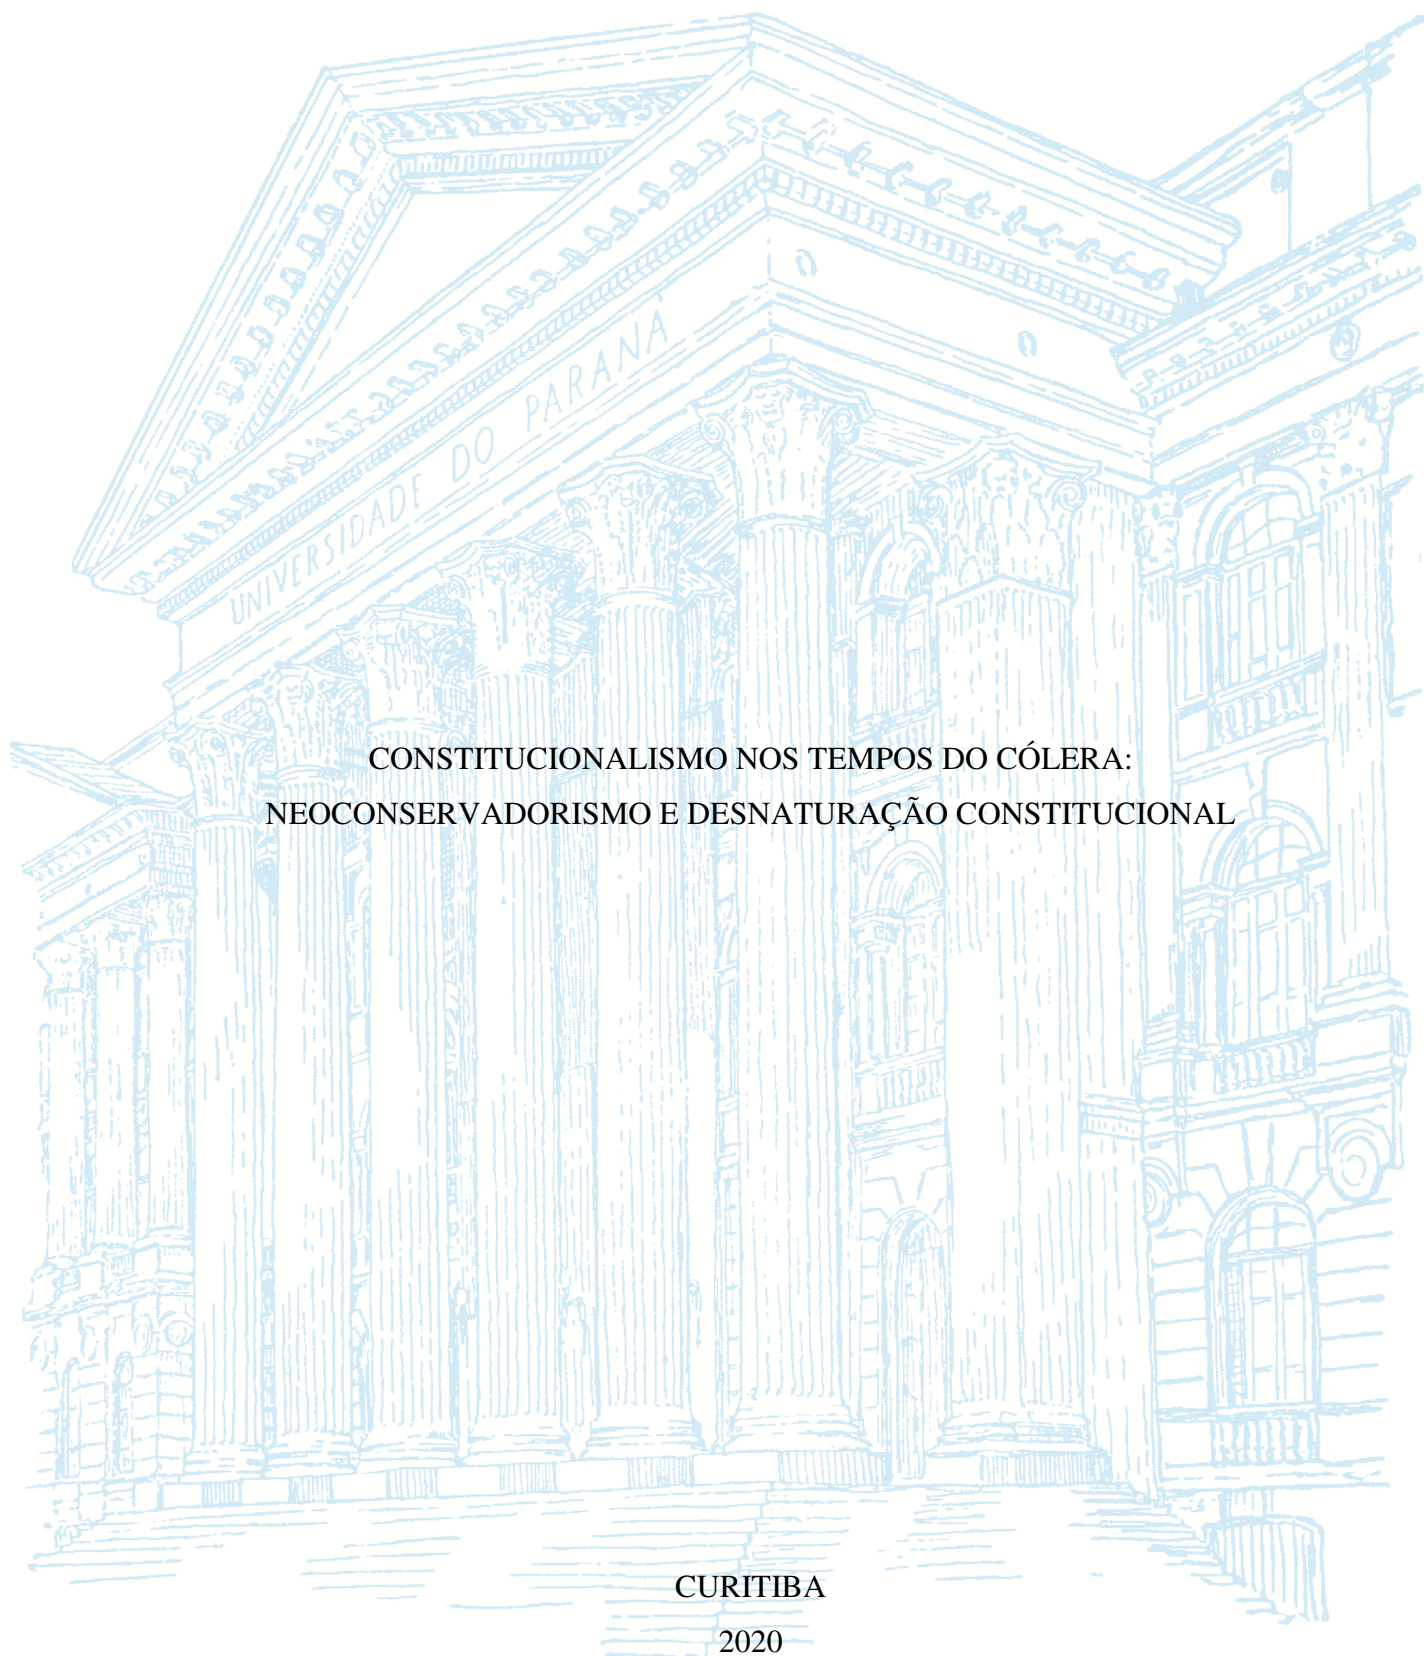 UNIVERSIDADE DO PARANÁ
CONSTITUCIONALISMO NOS TEMPOS DO CÓLERA:
NEOCONSERVADORISMO E DESNATURAÇÃO CONSTITUCIONAL
CURITIBA
2020